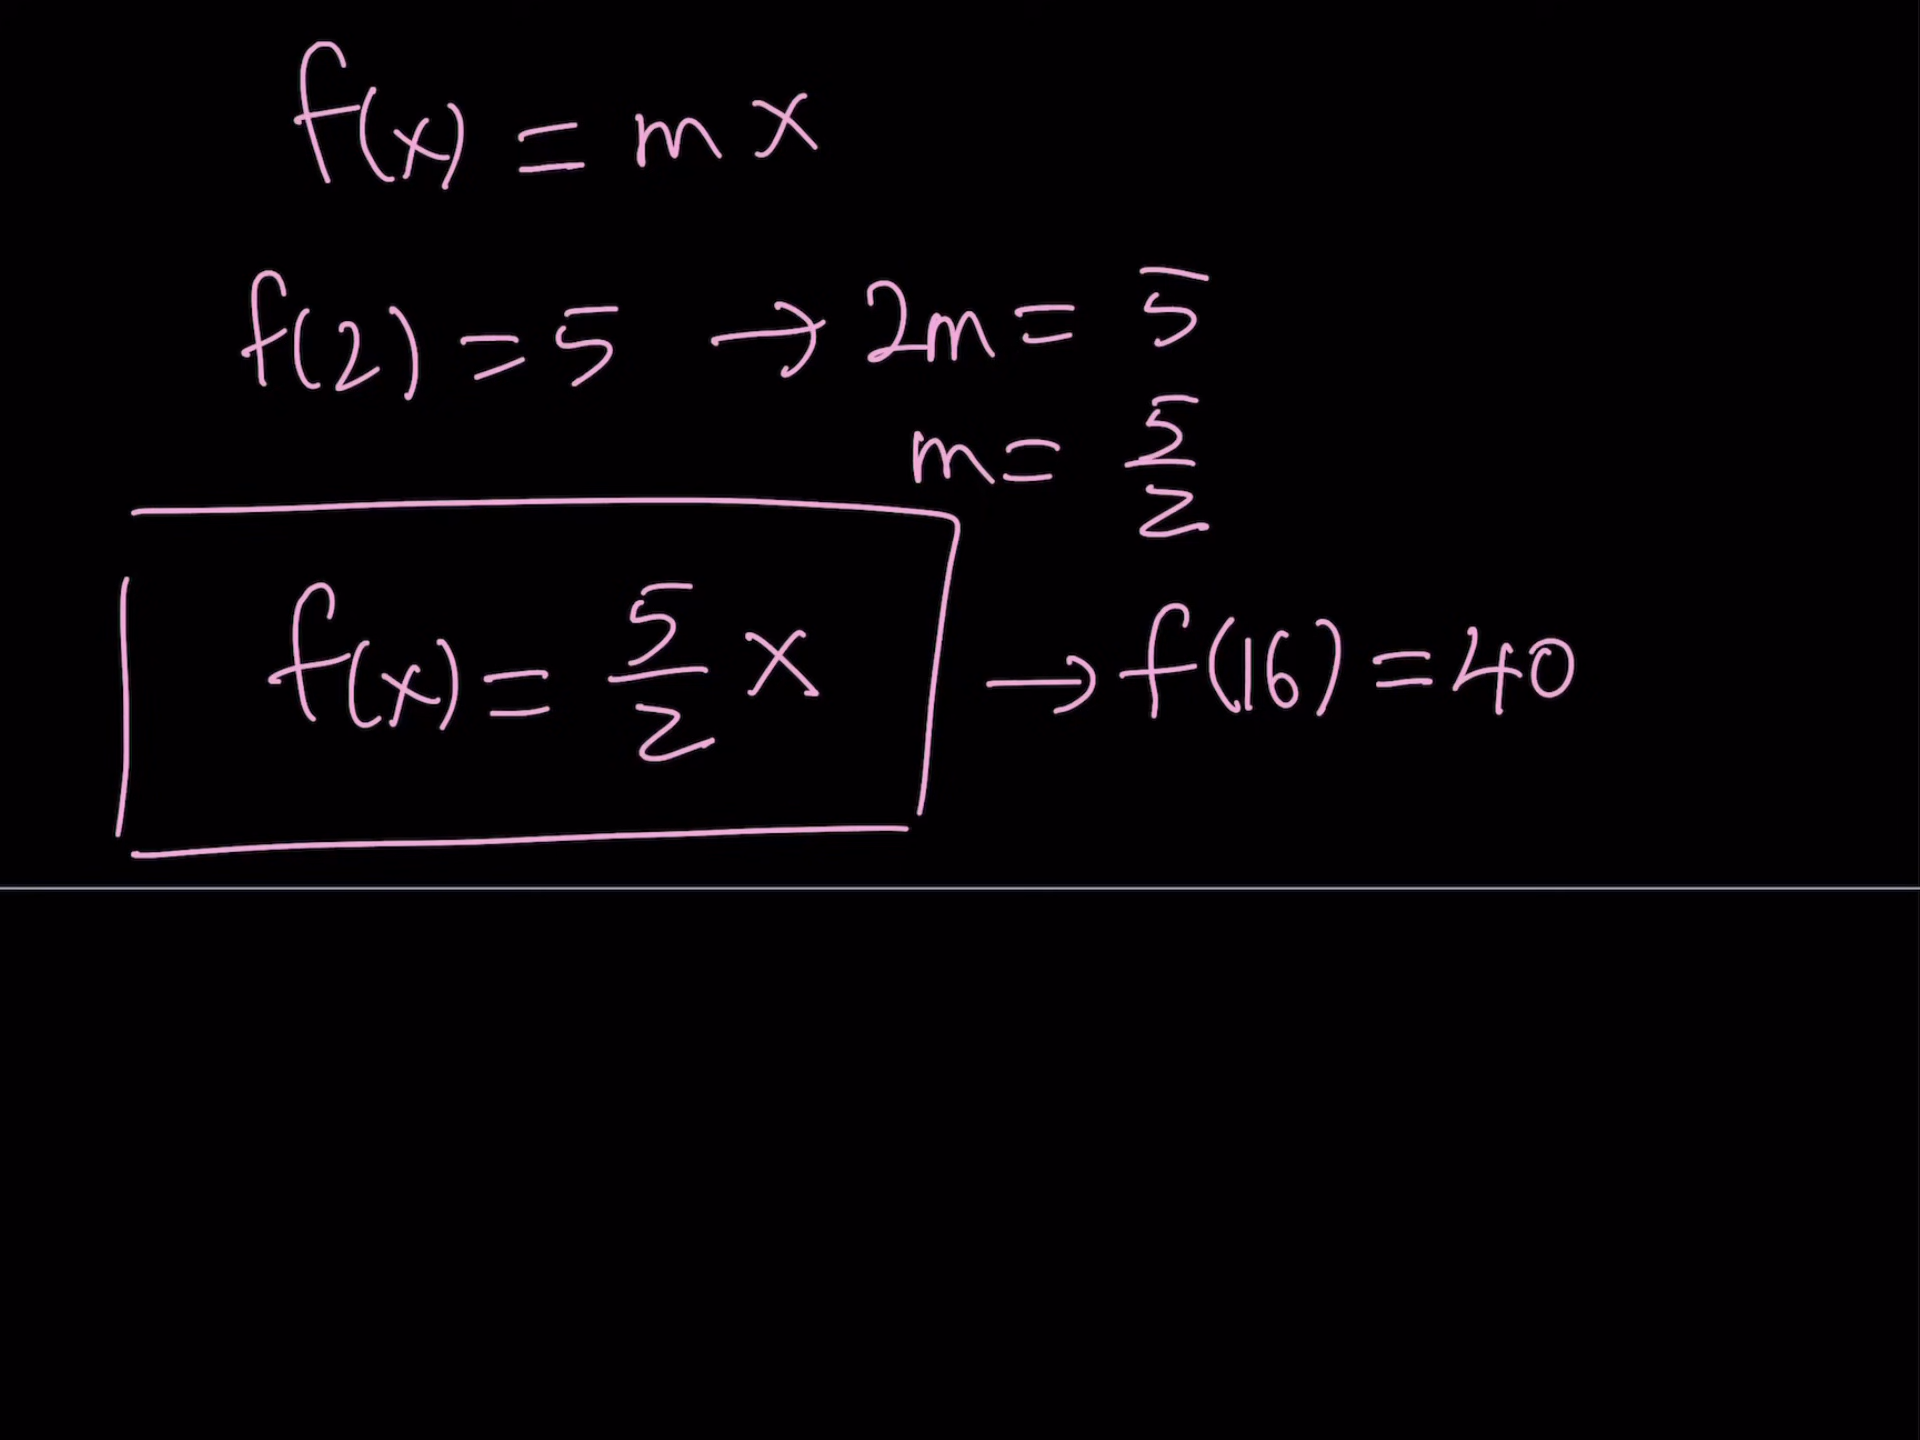 f(x) = mx
f(2) = 5 → 2m = 5
m = 5/2
f(x) = 5/2 x → f(16) = 40